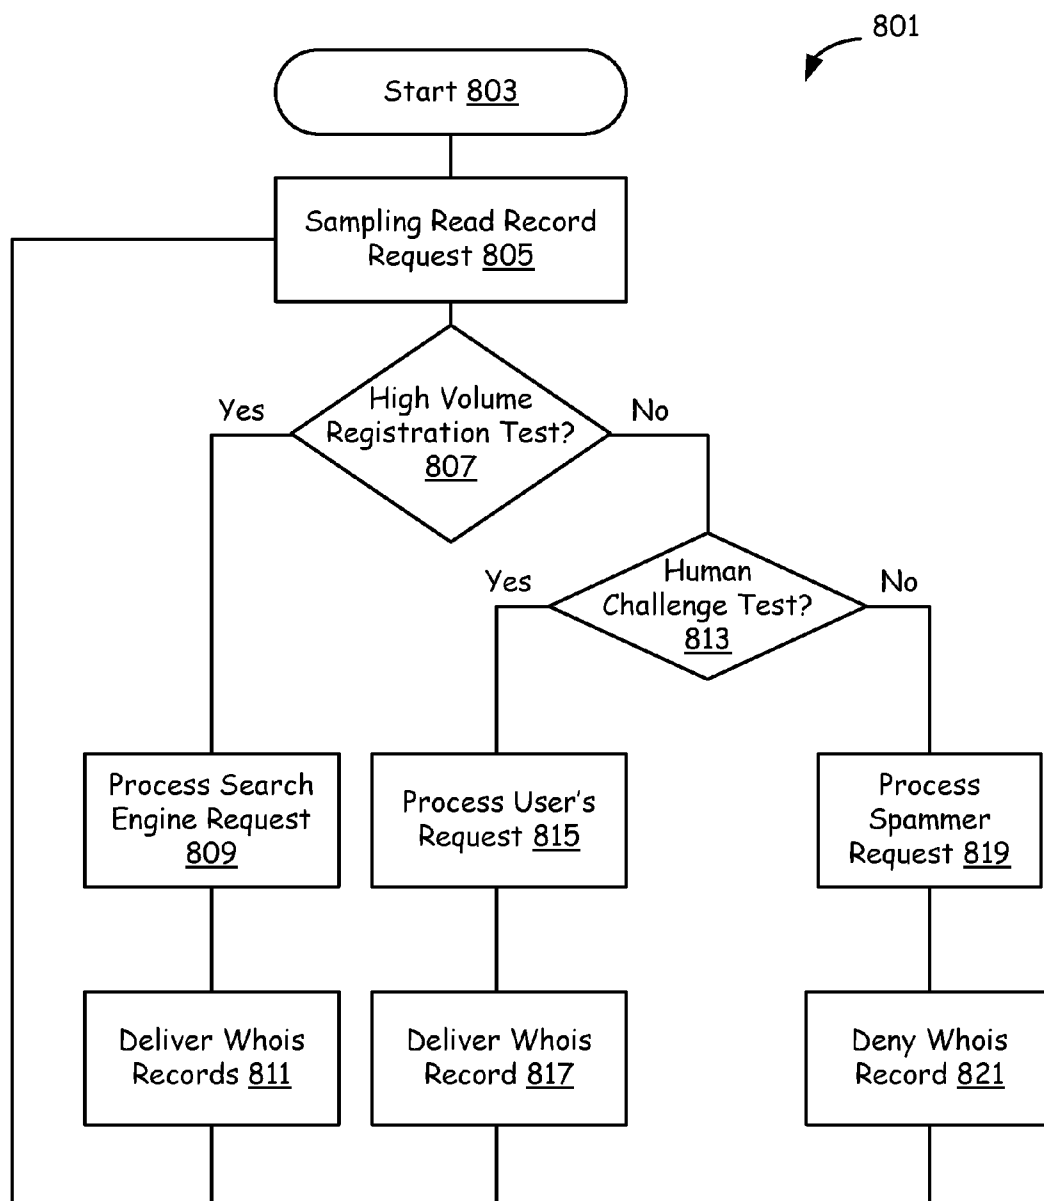 801
Start 803
Sampling Read Record
Request 805
Yes
High Volume
Registration Test?
807
No
Yes
Human
Challenge Test?
813
No
Process Search
Engine Request
809
Process User's
Request 815
Process
Spammer
Request 819
Deliver Whois
Records 811
Deliver Whois
Record 817
Deny Whois
Record 821